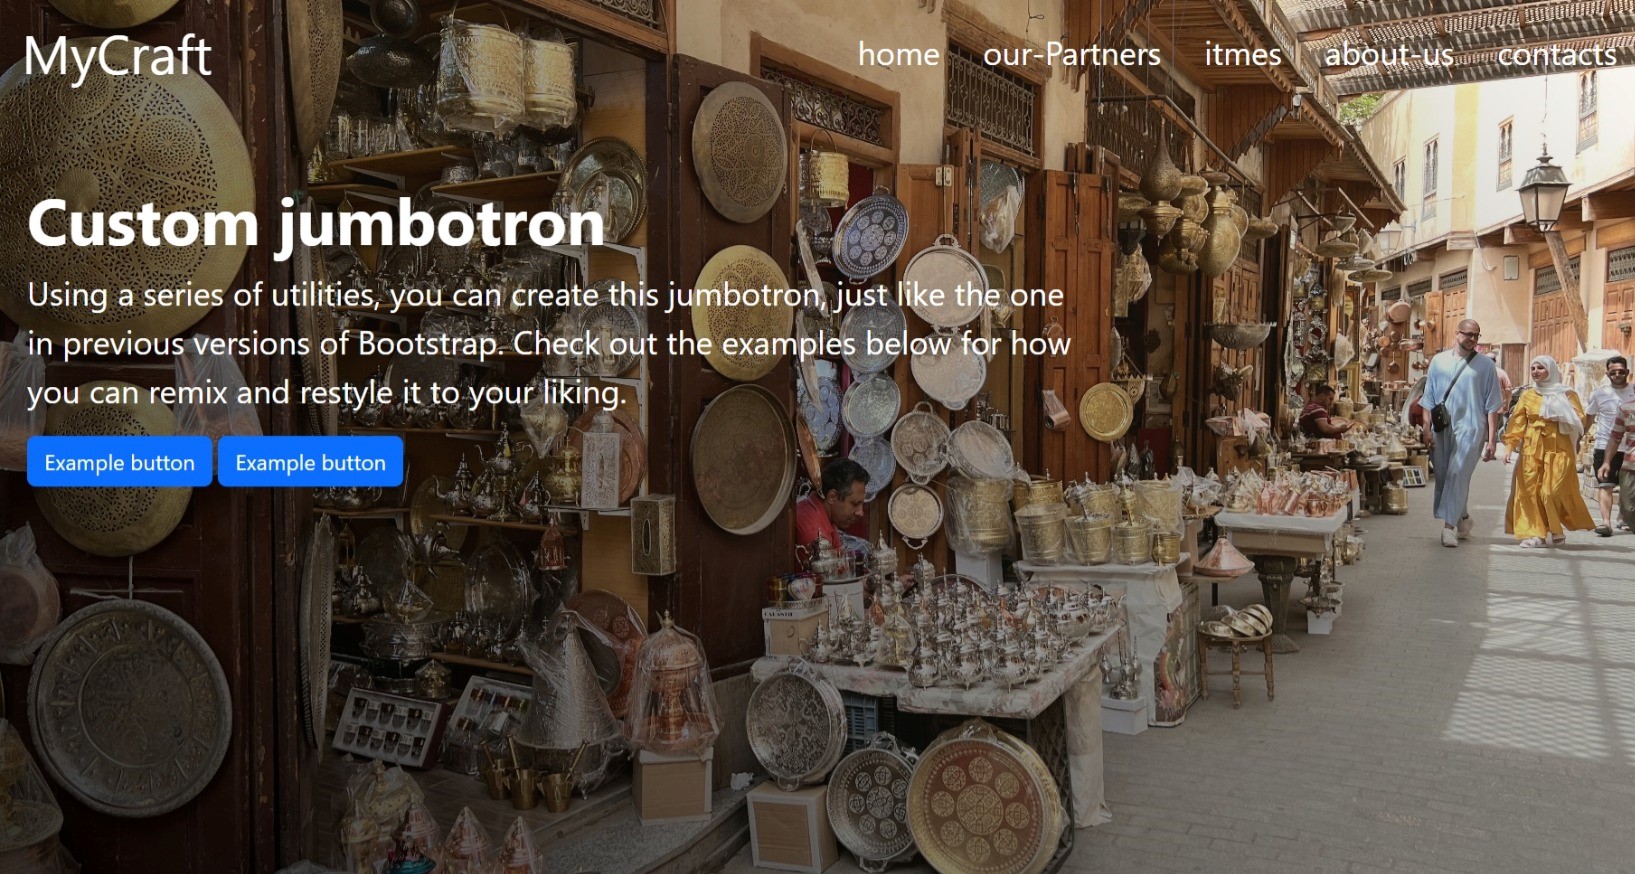 MyCraft
home our-Partners itmes about-us contacts
Custom jumbotron
Using a series of utilities, you can create this jumbotron, just like the one
in previous versions of Bootstrap. Check out the examples below for how
you can remix and restyle it to your liking.
Example button Example button